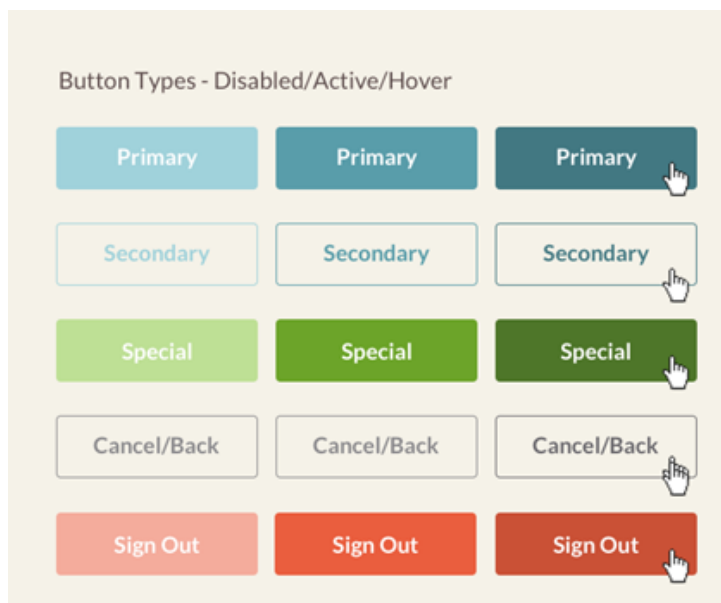 Button Types - Disabled/Active/Hover
Primary Primary Primary
Secondary Secondary Secondary
Special Special Special
Cancel/Back Cancel/Back Cancel/Back
Sign Out Sign Out Sign Out